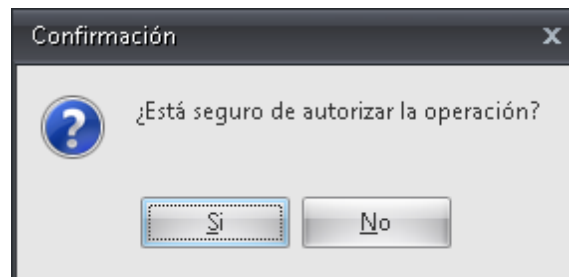 Confirmación x
¿Está seguro de autorizar la operación?
Si No